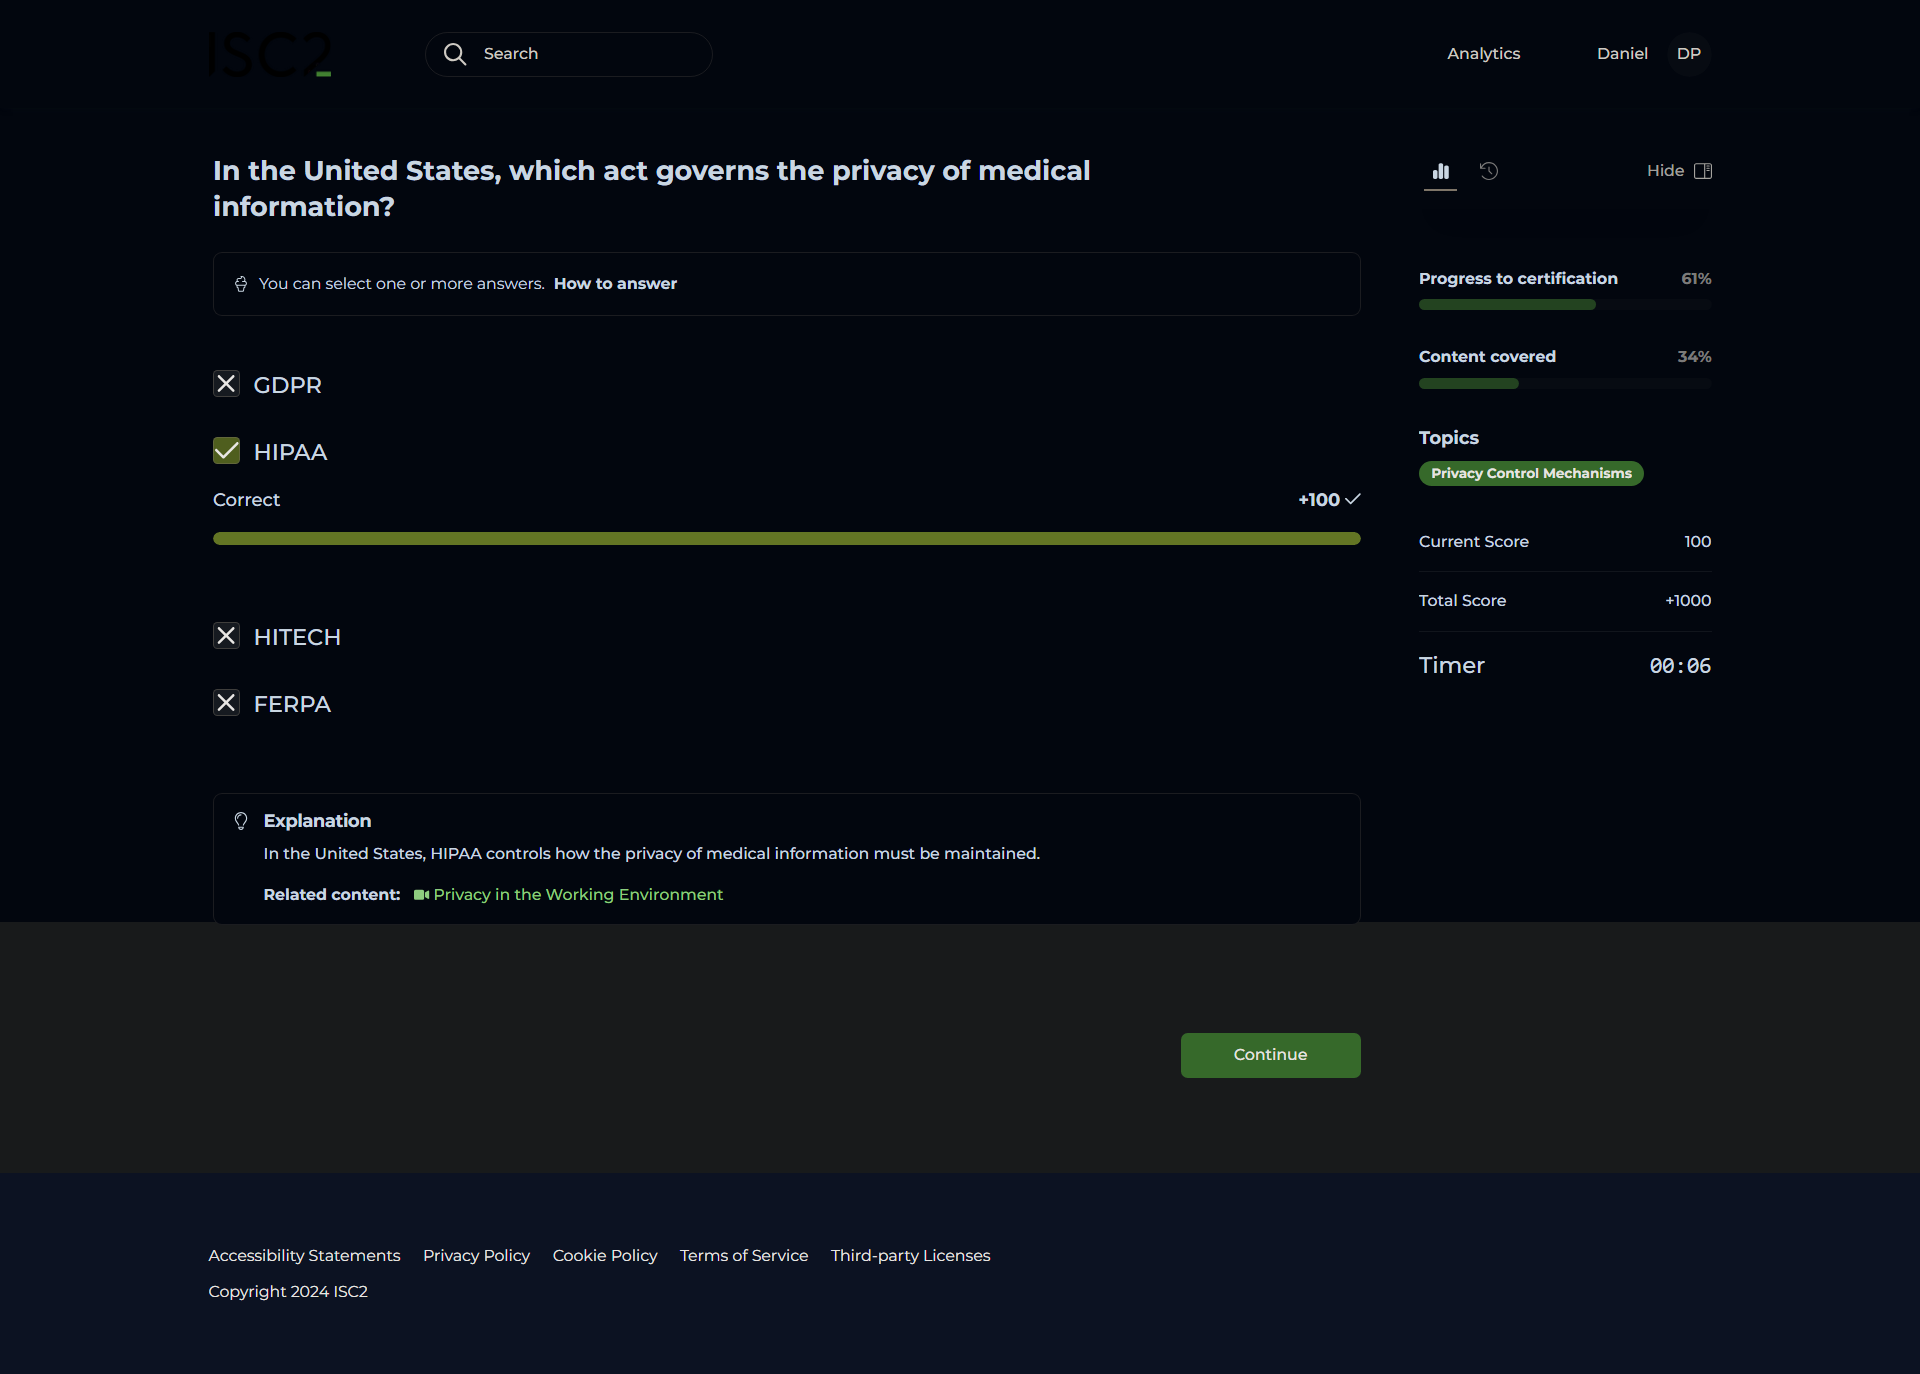 ISC2
Search
Analytics
Daniel
DP
In the United States, which act governs the privacy of medical
information?
You can select one or more answers. How to answer
GDPR
HIPAA
Correct
+100
HITECH
FERPA
Explanation
In the United States, HIPAA controls how the privacy of medical information must be maintained.
Related content: Privacy in the Working Environment
Hide
Progress to certification 61%
Content covered 34%
Topics
Privacy Control Mechanisms
Current Score 100
Total Score +1000
Timer 00:06
Continue
Accessibility Statements Privacy Policy Cookie Policy Terms of Service Third-party Licenses
Copyright 2024 ISC2